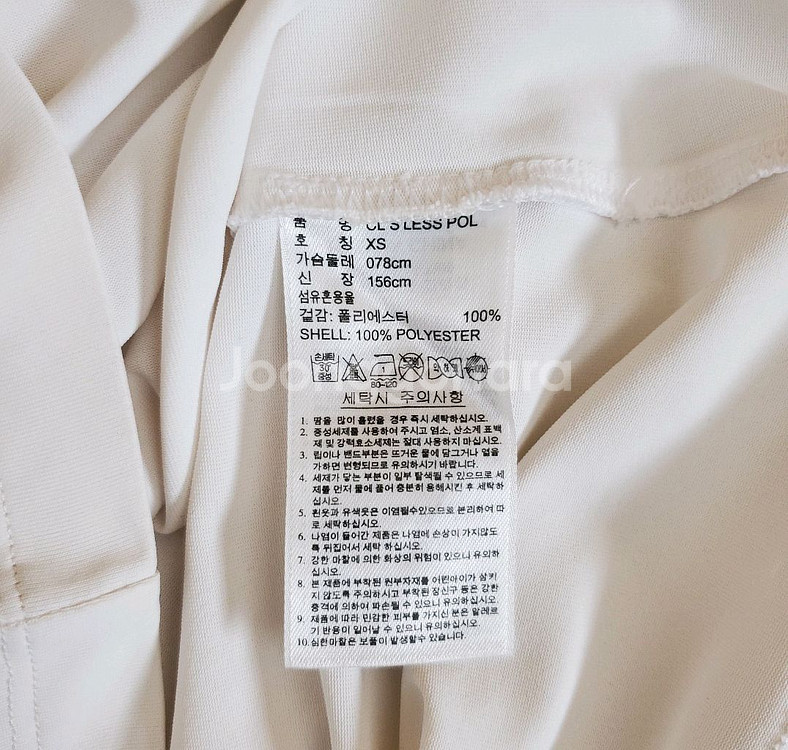 품 명 CL S LESS POL
호 칭 XS
가슴둘레 078cm
신 장 156cm
섬유혼용율
겉감: 폴리에스터 100%
SHELL: 100% POLYESTER
손세탁
30°
중성
1
80~120
세탁시 주의사항
1. 땀을 많이 흘렸을 경우 즉시 세탁하십시오.
2. 중성세제를 사용하여 주시고 염소, 산소계 표백
제 및 강력효소세제는 절대 사용하지 마십시오.
3. 립이나 밴드부분은 뜨거운 물에 담그거나 열을
가하면 변형되므로 유의하시기 바랍니다.
4. 세제가 닿는 부분이 일부 탈색될 수 있으므로 세
제를 먼저 물에 풀어 충분히 용해시킨 후 세탁하
십시오.
5. 흰옷과 유색옷은 이염될수있으므로 분리하여 따
로 세탁하십시오.
6. 나염이 들어간 제품은 나염에 손상이 가지않도
록 뒤집어서 세탁 하십시오.
7. 강한 마찰에 의한 화상의 위험이 있으니 유의하
십시오.
8. 본 제품에 부착된 원부자재를 어린아이가 삼키
지 않도록 주의하시고 부착된 장신구 등은 강한
충격에 의하여 파손될 수 있으니 유의하십시오.
9. 제품에 따라 민감한 피부를 가지신 분은 알레르
기 반응이 일어날 수 있으니 유의하십시오.
10. 심한마찰은 보풀이 발생할수 있습니다.
Joonggonara